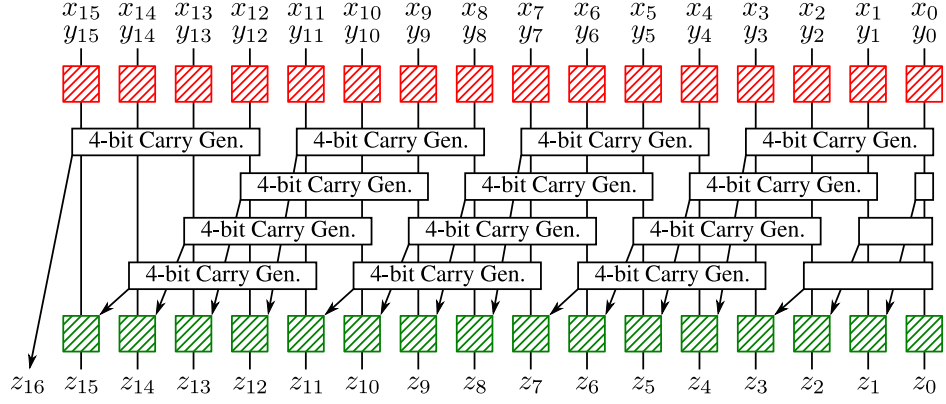 x15 x14 x13 x12 x11 x10 x9 x8 x7 x6 x5 x4 x3 x2 x1 x0
y15 y14 y13 y12 y11 y10 y9 y8 y7 y6 y5 y4 y3 y2 y1 y0
4-bit Carry Gen. 4-bit Carry Gen. 4-bit Carry Gen. 4-bit Carry Gen.
4-bit Carry Gen. 4-bit Carry Gen. 4-bit Carry Gen.
4-bit Carry Gen. 4-bit Carry Gen. 4-bit Carry Gen.
4-bit Carry Gen. 4-bit Carry Gen. 4-bit Carry Gen.
z16 z15 z14 z13 z12 z11 z10 z9 z8 z7 z6 z5 z4 z3 z2 z1 z0